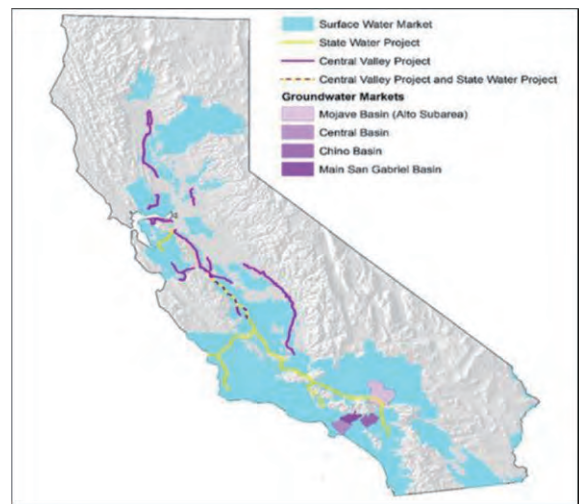 Surface Water Market
State Water Project
Central Valley Project
Central Valley Project and State Water Project
Groundwater Markets
Mojave Basin (Alto Subarea)
Central Basin
Chino Basin
Main San Gabriel Basin